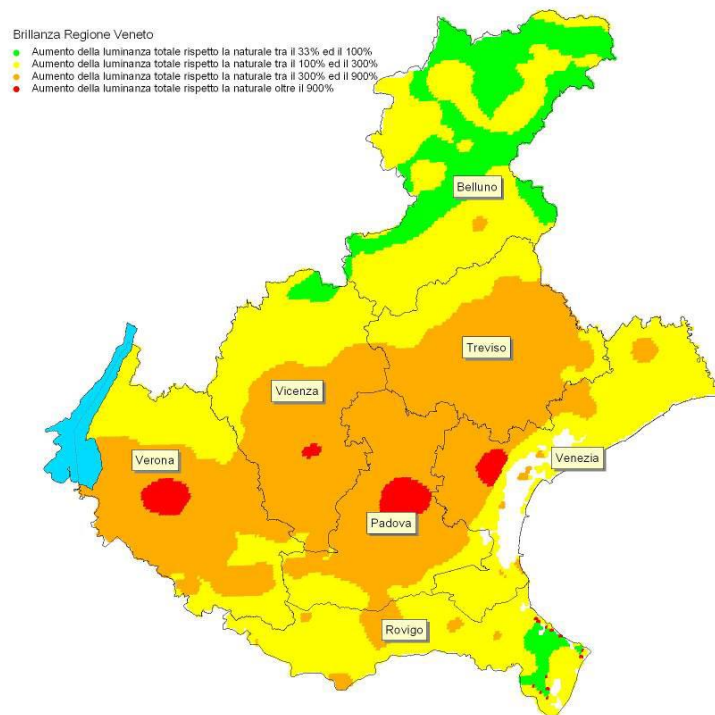 Brillanza Regione Veneto
Aumento della luminanza totale rispetto la naturale tra il 33% ed il 100%
Aumento della luminanza totale rispetto la naturale tra il 100% ed il 300%
Aumento della luminanza totale rispetto la naturale tra il 300% ed il 900%
Aumento della luminanza totale rispetto la naturale oltre il 900%
Belluno
Treviso
Vicenza
Verona
Venezia
Padova
Rovigo